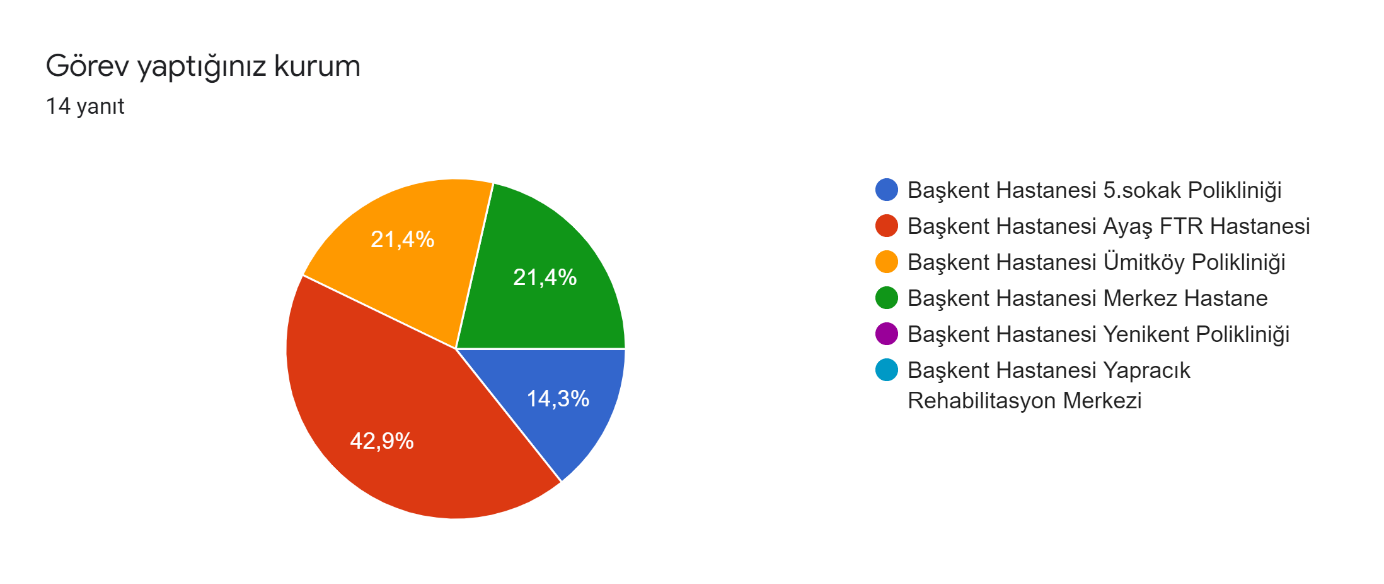 Görev yaptığınız kurum
14 yanıt
21,4%
21,4%
14,3%
42,9%
Başkent Hastanesi 5.sokak Polikliniği
Başkent Hastanesi Ayaş FTR Hastanesi
Başkent Hastanesi Ümitköy Polikliniği
Başkent Hastanesi Merkez Hastane
Başkent Hastanesi Yenikent Polikliniği
Başkent Hastanesi Yapracık
Rehabilitasyon Merkezi